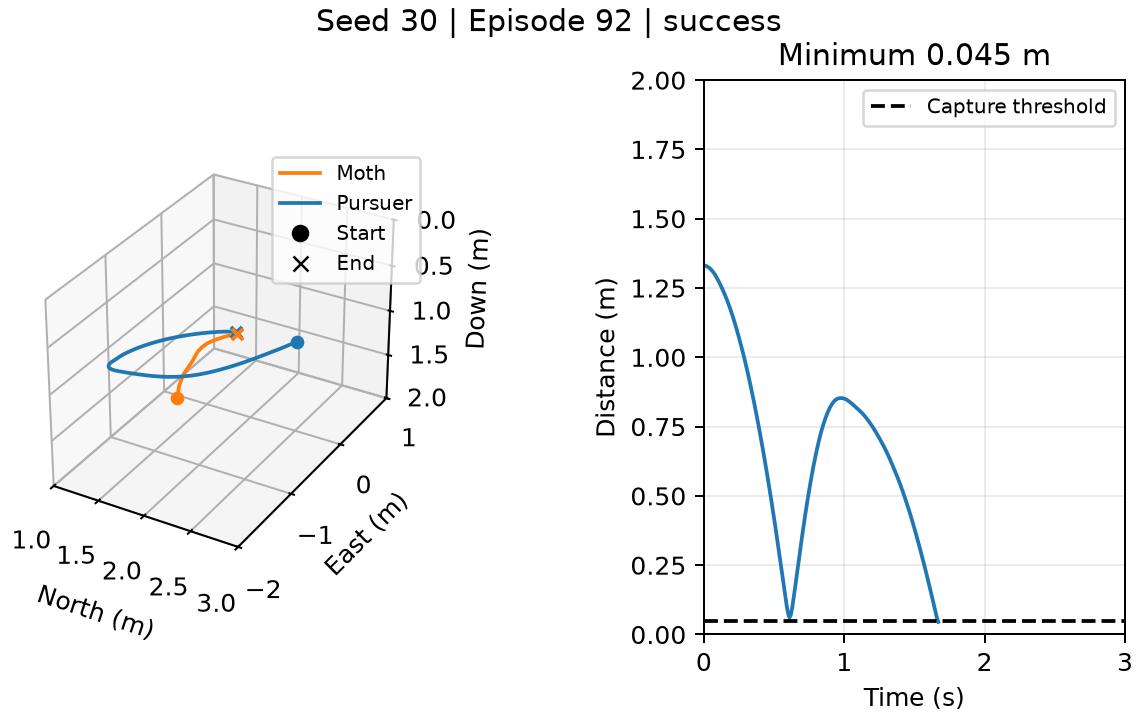 Seed 30 | Episode 92 | success
Moth
Pursuer
Start
End
0.0
0.5
1.0
1.5
2.0
Down (m)
1
0
−1
−2
East (m)
1.0
1.5
2.0
2.5
3.0
North (m)
Minimum 0.045 m
Capture threshold
2.00
1.75
1.50
1.25
1.00
0.75
0.50
0.25
0.00
Distance (m)
0 1 2 3
Time (s)